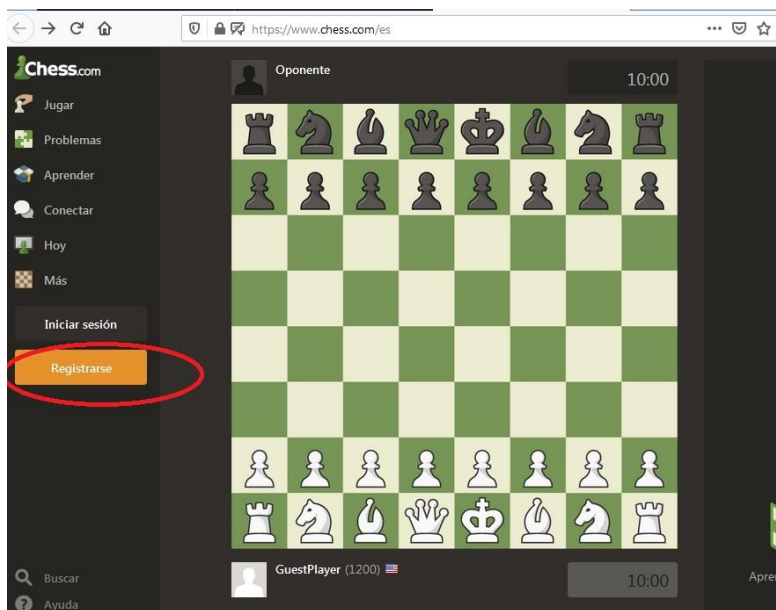 https://www.chess.com/es
Chess.com
Jugar
Problemas
Aprender
Conectar
Hoy
Más
Iniciar sesión
Registrarse
Buscar
Ayuda
Oponente
10:00
GuestPlayer (1200)
10:00